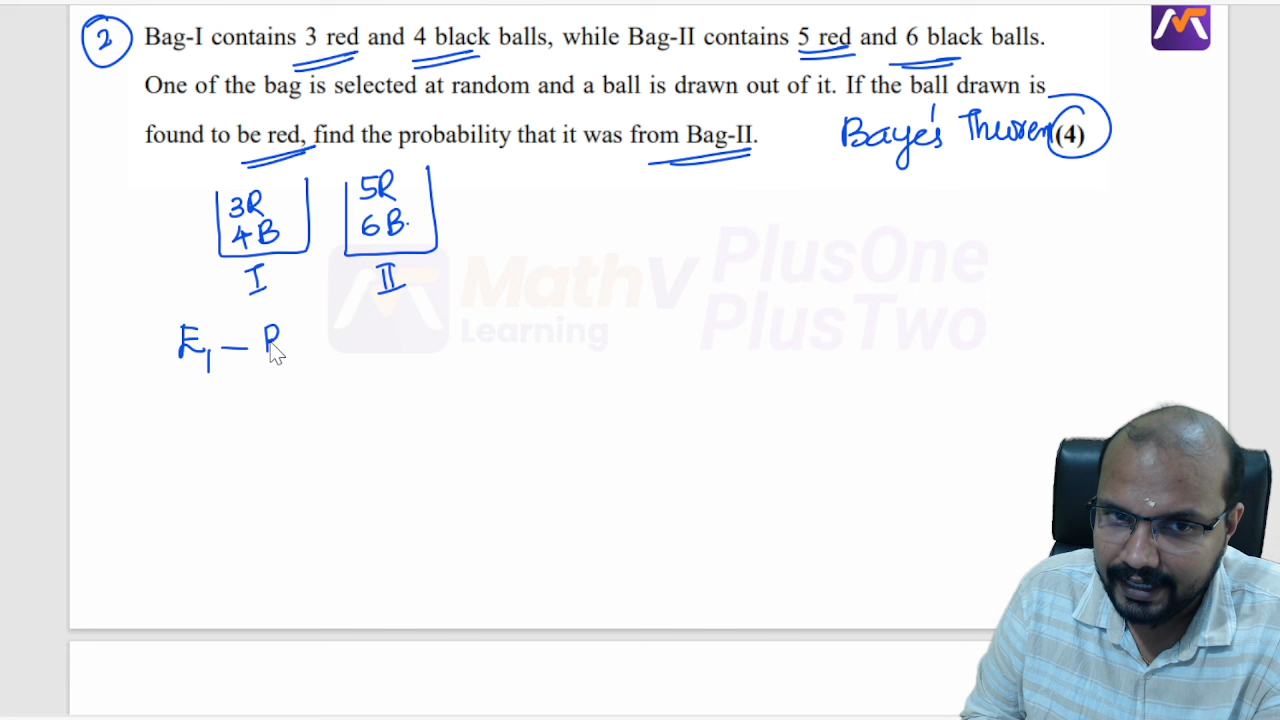 2 Bag-I contains 3 red and 4 black balls, while Bag-II contains 5 red and 6 black balls.
One of the bag is selected at random and a ball is drawn out of it. If the ball drawn is
found to be red, find the probability that it was from Bag-II. Baye's Theorem (4)
3R 5R
4B 6B.
I II
MathV PlusOne
Learning PlusTwo
E1 – P